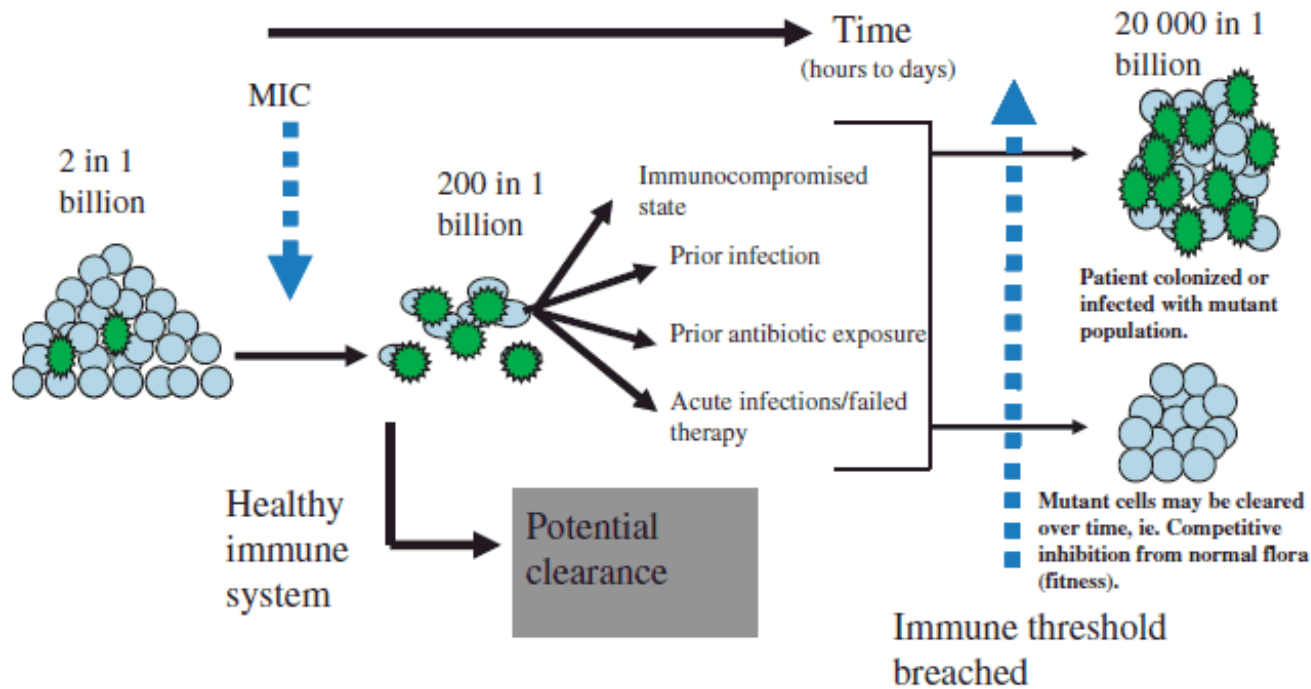 Time
(hours to days)
20 000 in 1
billion
MIC
2 in 1
billion
200 in 1
billion
Immunocompromised
state
Prior infection
Prior antibiotic exposure
Acute infections/failed
therapy
Patient colonized or
infected with mutant
population.
Mutant cells may be cleared
over time, ie. Competitive
inhibition from normal flora
(fitness).
Healthy
immune
system
Potential
clearance
Immune threshold
breached